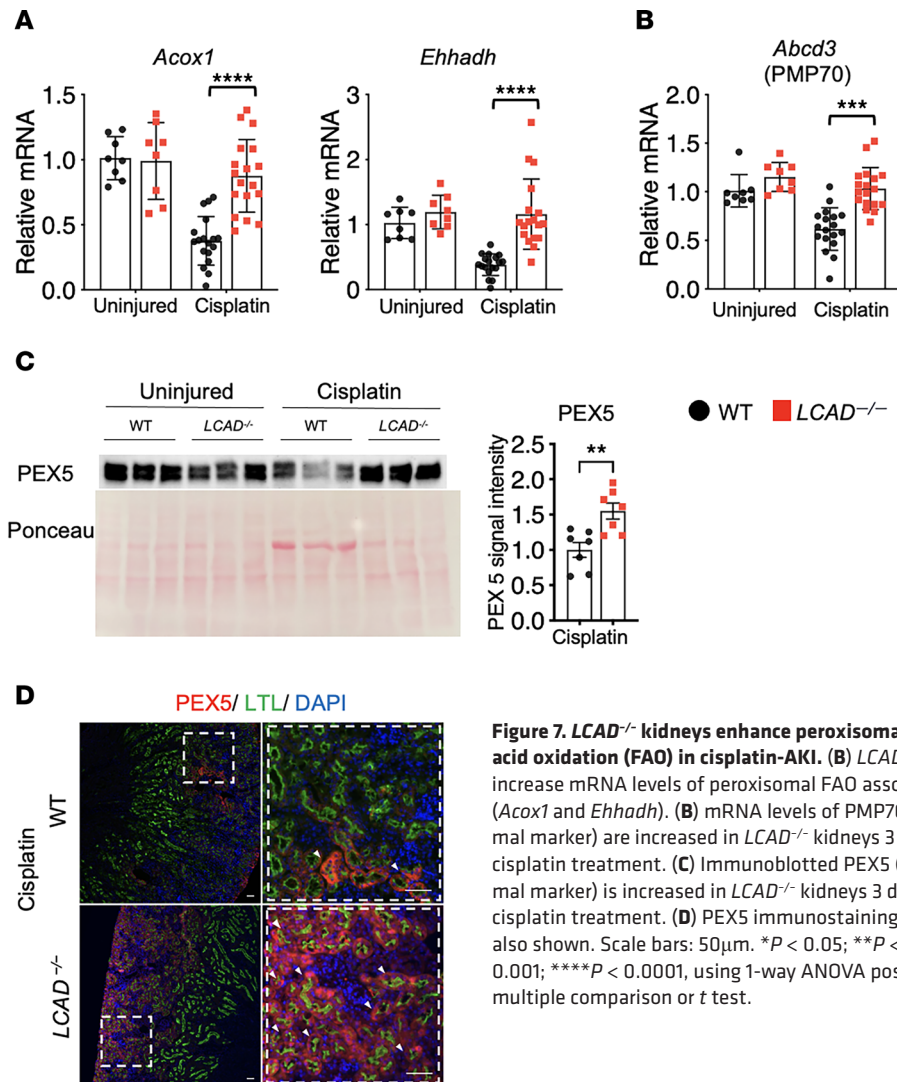 A
B
Acox1
Ehhadh
Abcd3
(PMP70)
****
****
***
Relative mRNA
1.5
1.0
0.5
0.0
Uninjured Cisplatin
Relative mRNA
3
2
1
0
Uninjured Cisplatin
Relative mRNA
2.0
1.5
1.0
0.5
0.0
Uninjured Cisplatin
C
Uninjured Cisplatin
WT LCAD-/- WT LCAD-/-
PEX5
Ponceau
PEX5
**
PEX 5 signal intensity
2.5
2.0
1.5
1.0
0.5
0.0
Cisplatin
WT LCAD–/–
D
PEX5/ LTL/ DAPI
Cisplatin
WT
LCAD-/-
Figure 7. LCAD–/– kidneys enhance peroxisomal
acid oxidation (FAO) in cisplatin-AKI. (B) LCAD
increase mRNA levels of peroxisomal FAO asso
(Acox1 and Ehhadh). (B) mRNA levels of PMP70
mal marker) are increased in LCAD–/– kidneys 3
cisplatin treatment. (C) Immunoblotted PEX5 (
mal marker) is increased in LCAD–/– kidneys 3 d
cisplatin treatment. (D) PEX5 immunostaining
also shown. Scale bars: 50μm. *P < 0.05; **P <
0.001; ****P < 0.0001, using 1-way ANOVA pos
multiple comparison or t test.